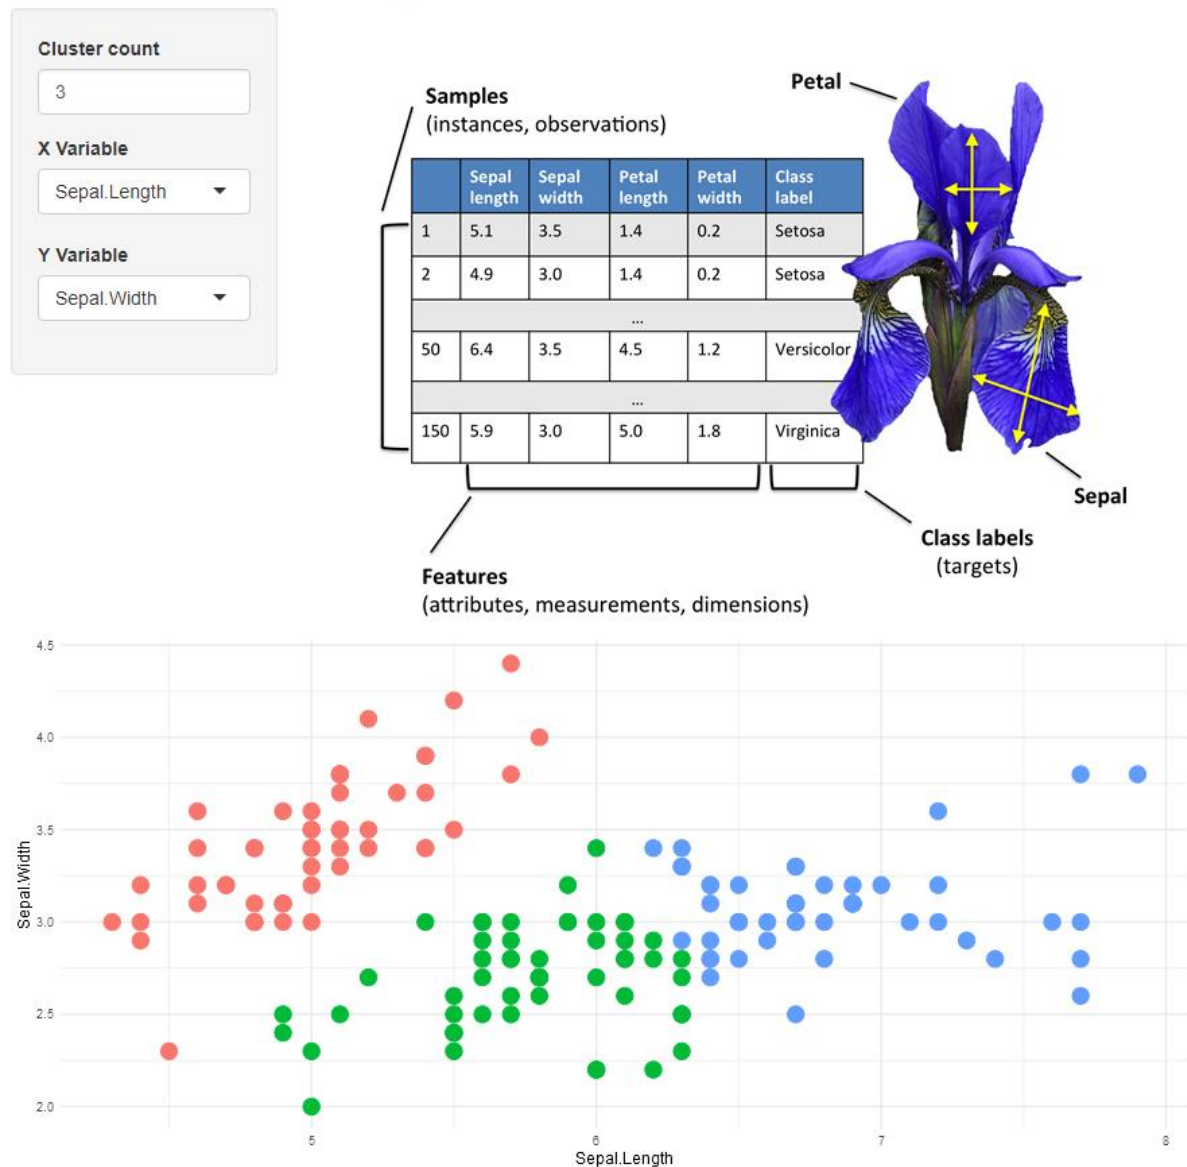 Cluster count
3
X Variable
Sepal.Length
Y Variable
Sepal.Width
Samples
(instances, observations)
Petal
Sepal length Sepal width Petal length Petal width Class label
1 5.1 3.5 1.4 0.2 Setosa
2 4.9 3.0 1.4 0.2 Setosa
...
50 6.4 3.5 4.5 1.2 Versicolor
...
150 5.9 3.0 5.0 1.8 Virginica
Sepal
Class labels
(targets)
Features
(attributes, measurements, dimensions)
4.5
4.0
3.5
3.0
2.5
2.0
Sepal.Width
5 6 7 8
Sepal.Length